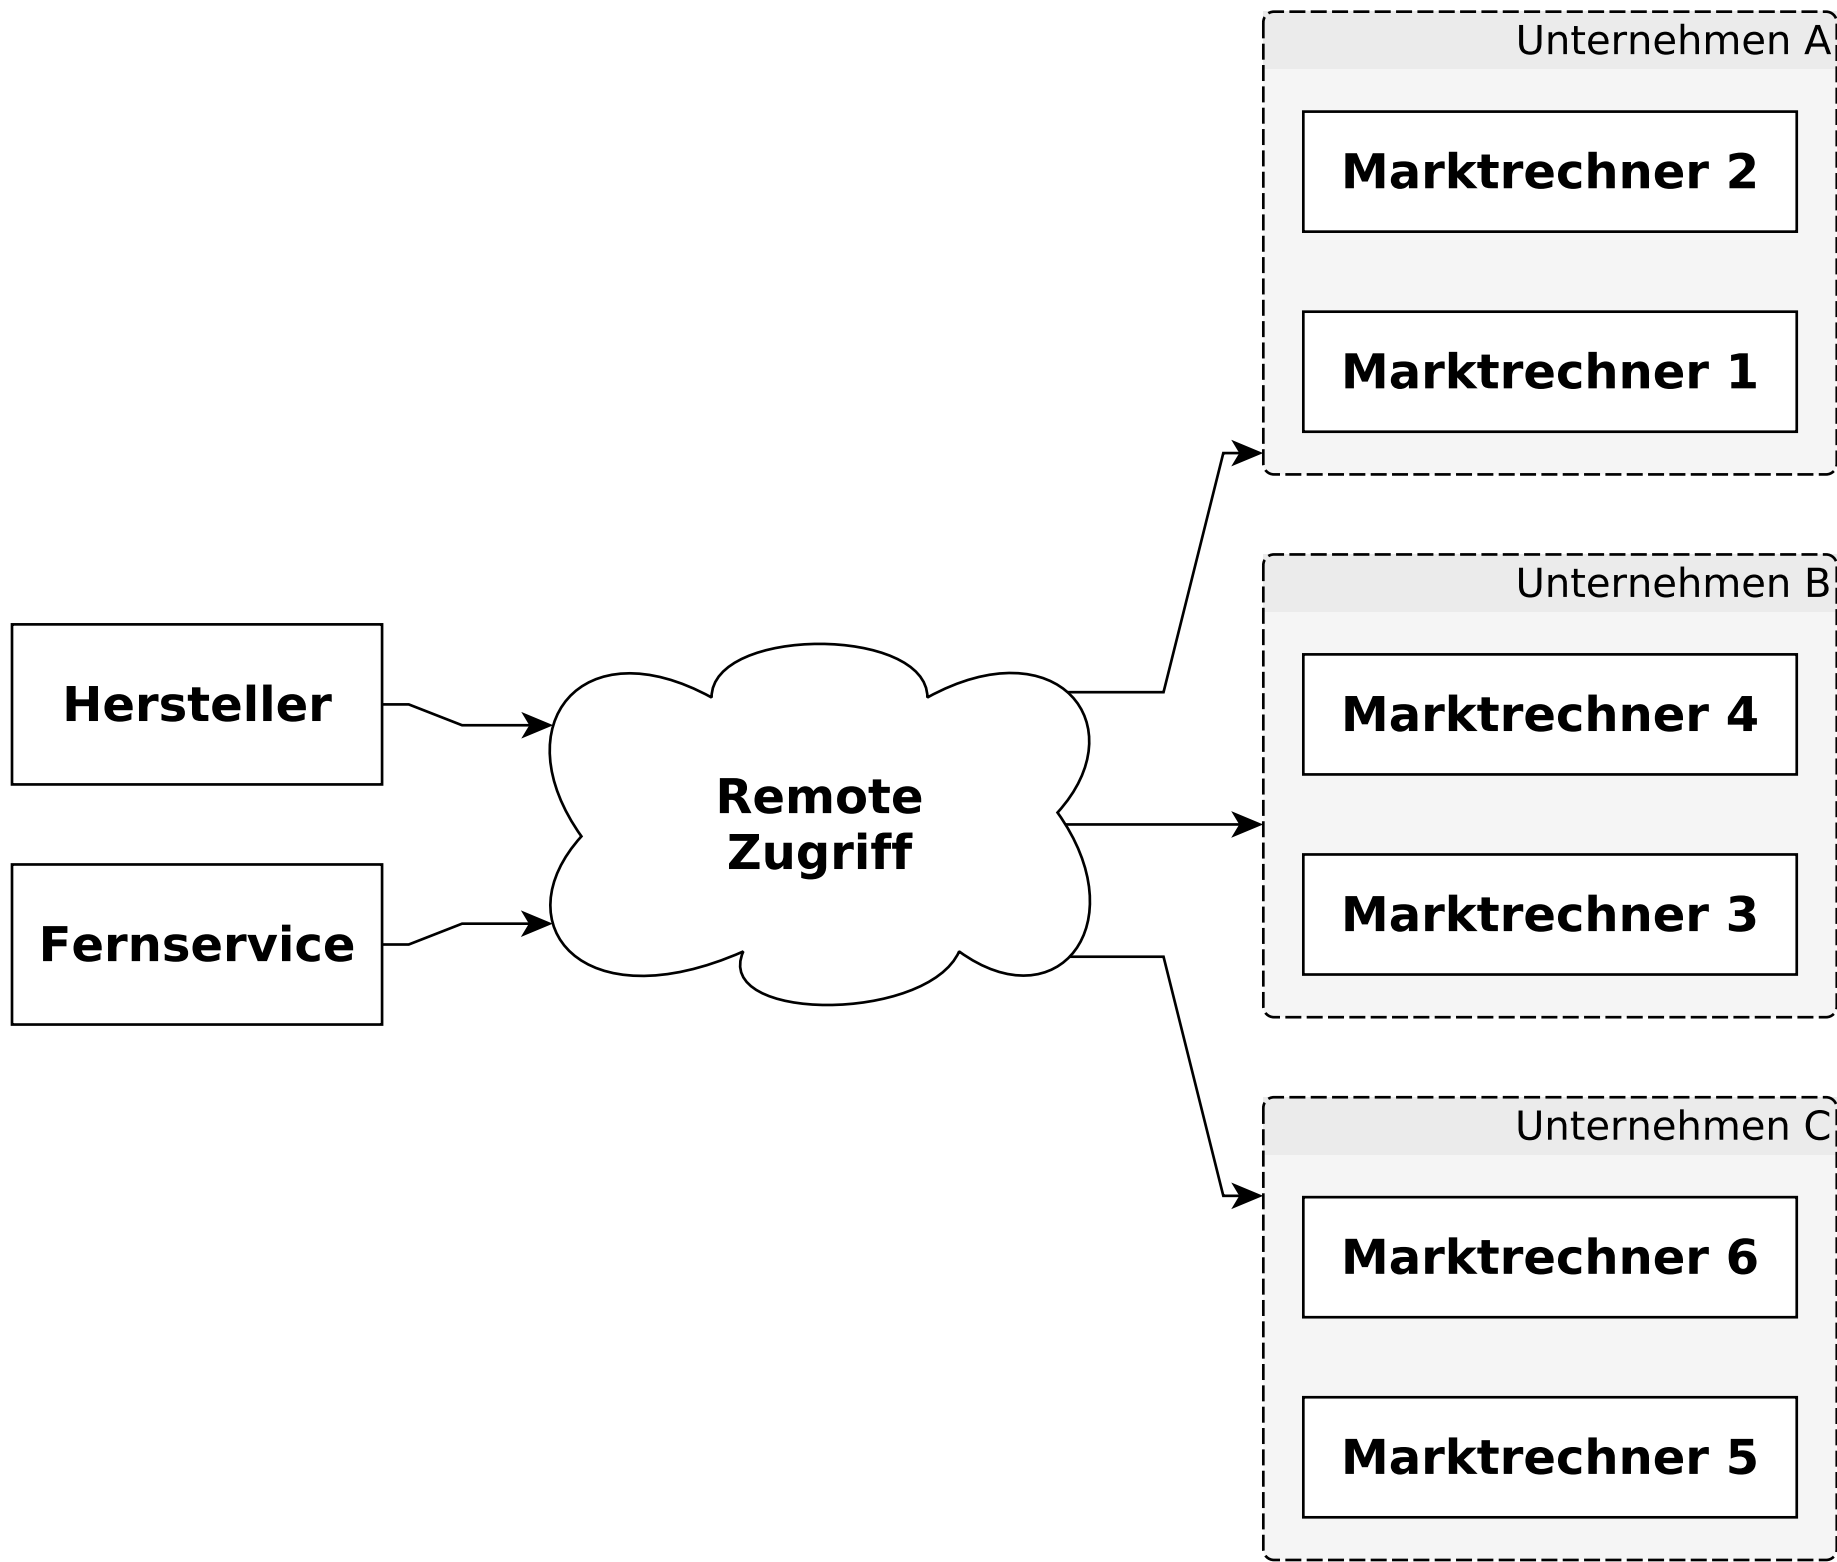 Hersteller
Fernservice
Remote
Zugriff
Unternehmen A
Marktrechner 2
Marktrechner 1
Unternehmen B
Marktrechner 4
Marktrechner 3
Unternehmen C
Marktrechner 6
Marktrechner 5